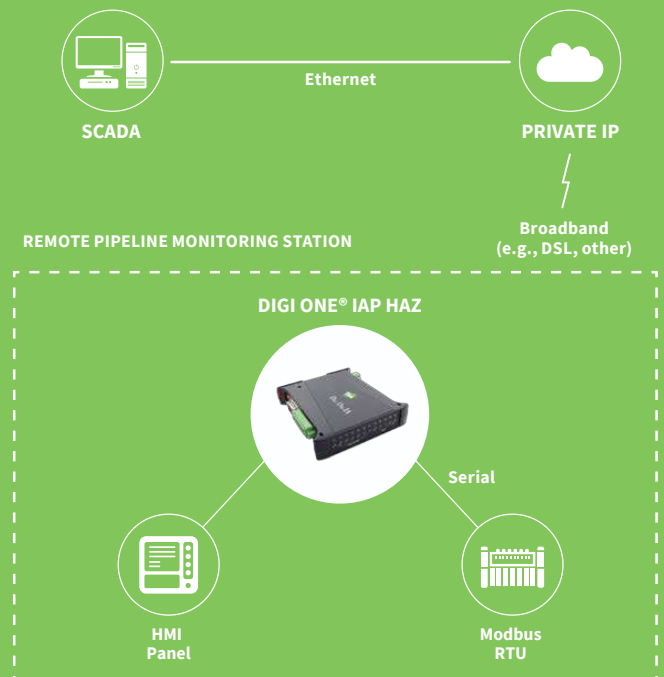 Ethernet
SCADA
PRIVATE IP
Broadband
(e.g., DSL, other)
REMOTE PIPELINE MONITORING STATION
DIGI ONE® IAP HAZ
Serial
HMI
Panel
Modbus
RTU